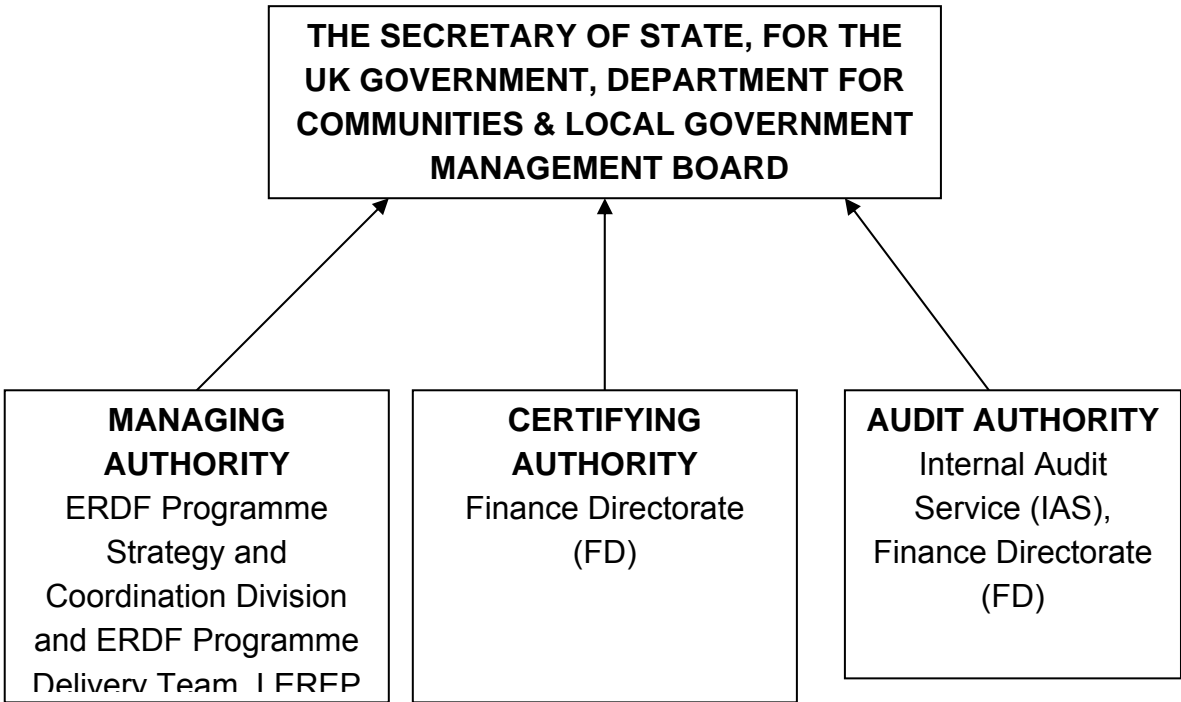 THE SECRETARY OF STATE, FOR THE
UK GOVERNMENT, DEPARTMENT FOR
COMMUNITIES & LOCAL GOVERNMENT
MANAGEMENT BOARD
MANAGING
AUTHORITY
ERDF Programme
Strategy and
Coordination Division
and ERDF Programme
Delivery Team
CERTIFYING
AUTHORITY
Finance Directorate
(FD)
AUDIT AUTHORITY
Internal Audit
Service (IAS),
Finance Directorate
(FD)